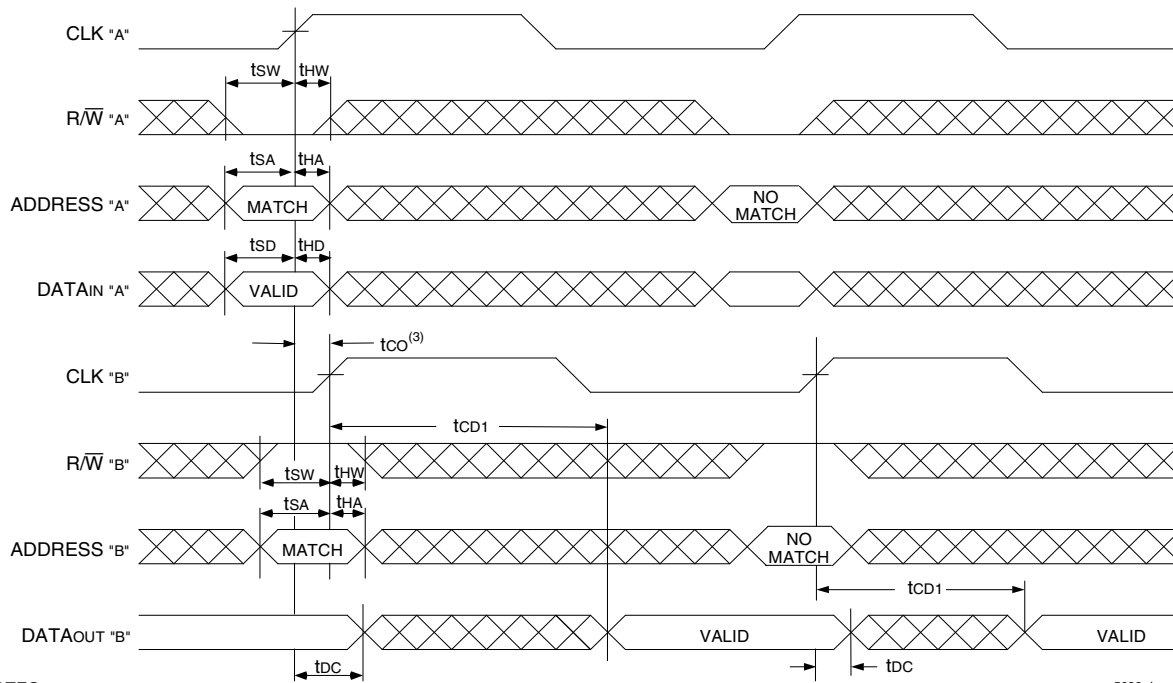 CLK "A"
tSW tHW
R/W̅ "A"
tSA tHA
ADDRESS "A" MATCH NO MATCH
tSD tHD
DATAIN "A" VALID
tCO(3)
CLK "B"
tCD1
R/W̅ "B"
tSW tHW
tSA tHA
ADDRESS "B" MATCH NO MATCH
tCD1
DATAOUT "B" VALID VALID
tDC tDC